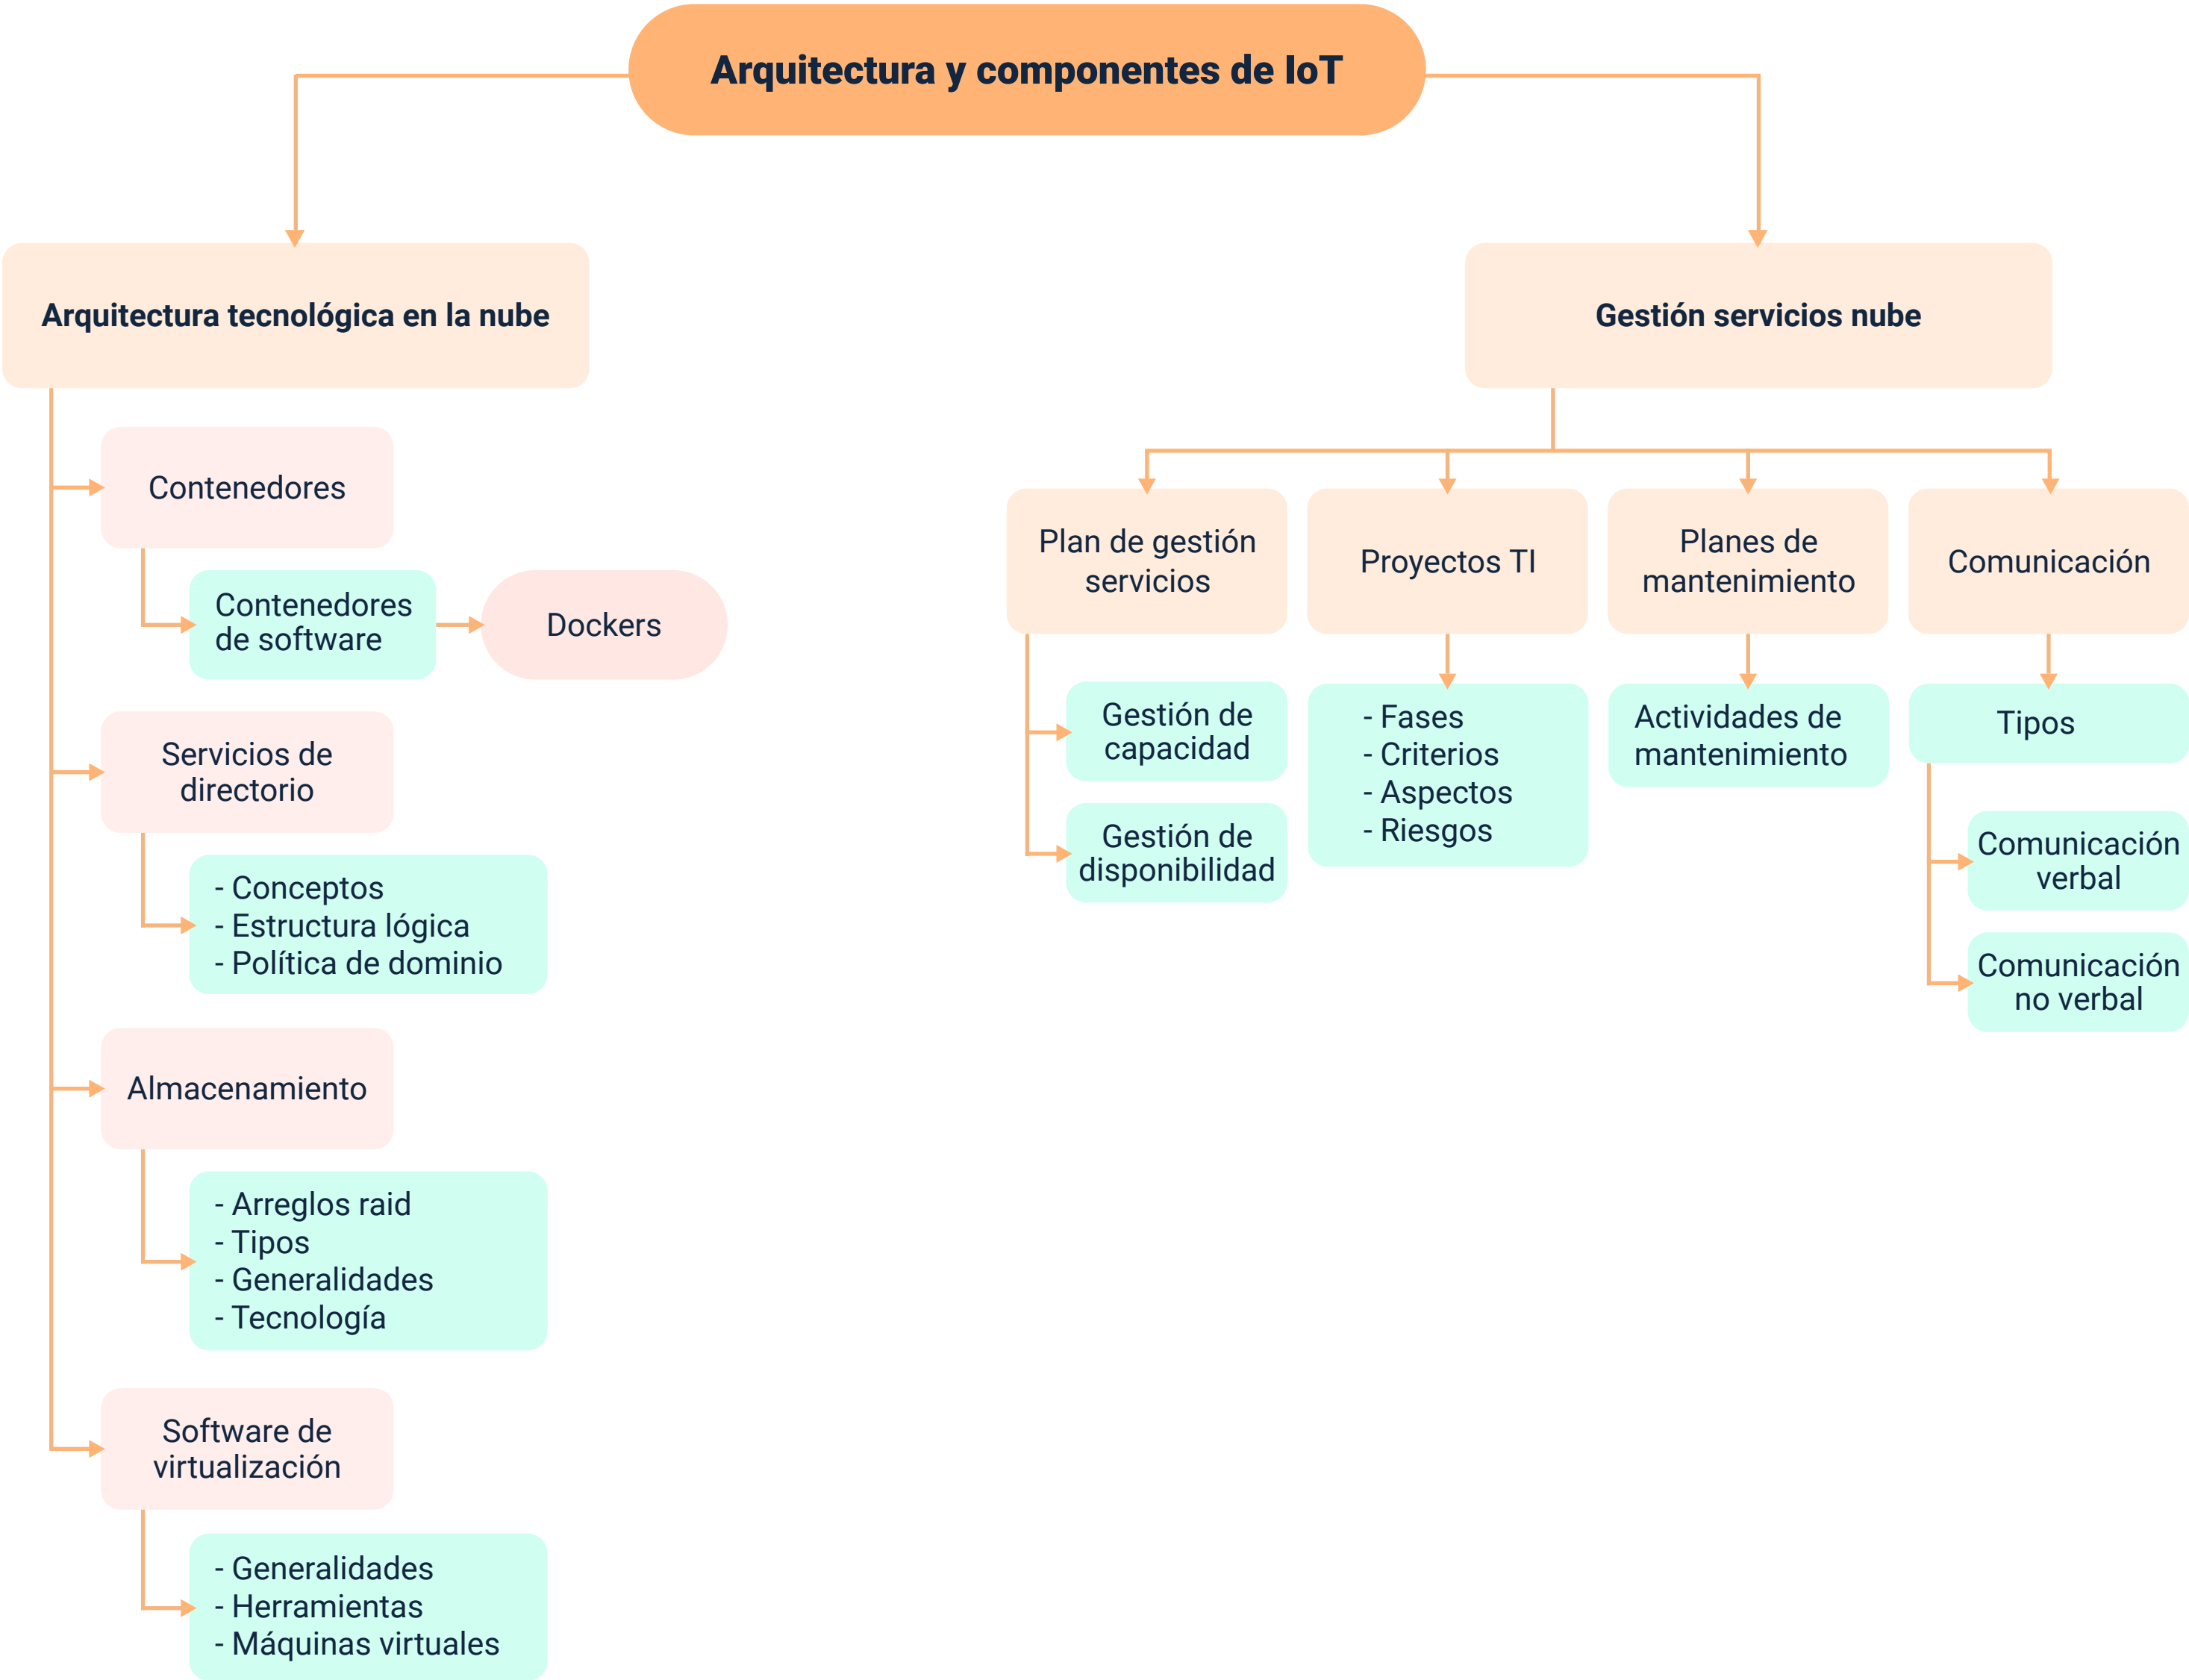 Arquitectura y componentes de IoT
Arquitectura tecnológica en la nube
Contenedores
Contenedores
de software
Dockers
Servicios de
directorio
- Conceptos
- Estructura lógica
- Política de dominio
Almacenamiento
- Arreglos raid
- Tipos
- Generalidades
- Tecnología
Software de
virtualización
- Generalidades
- Herramientas
- Máquinas virtuales
Gestión servicios nube
Plan de gestión
servicios
Gestión de
capacidad
Gestión de
disponibilidad
Proyectos TI
- Fases
- Criterios
- Aspectos
- Riesgos
Planes de
mantenimiento
Actividades de
mantenimiento
Comunicación
Tipos
Comunicación
verbal
Comunicación
no verbal